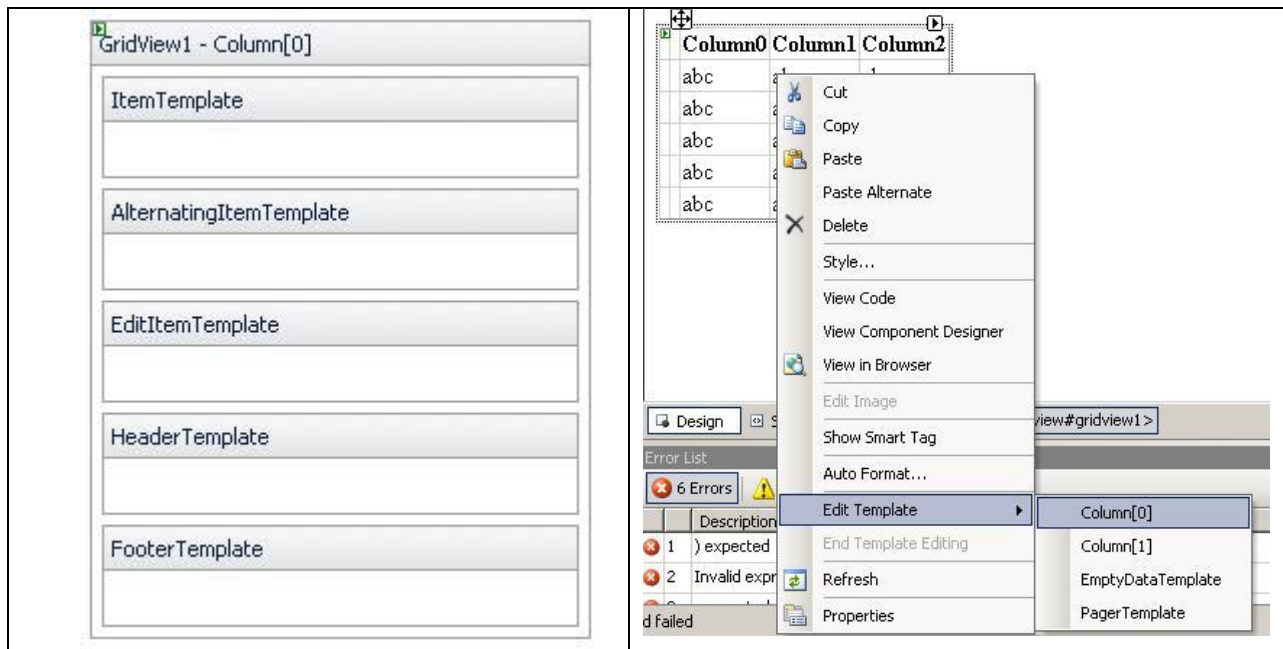 GridView1 - Column[0]
ItemTemplate
AlternatingItemTemplate
EditItemTemplate
HeaderTemplate
FooterTemplate
Column0 Column1 Column2
abc
abc
abc
abc
abc
Cut
Copy
Paste
Paste Alternate
Delete
Style...
View Code
View Component Designer
View in Browser
Edit Image
Show Smart Tag
Auto Format...
Edit Template
End Template Editing
Refresh
Properties
Column[0]
Column[1]
EmptyDataTemplate
PagerTemplate
Design
view#gridview1>
Error List
6 Errors
Description
1 ) expected
2 Invalid expr
d failed